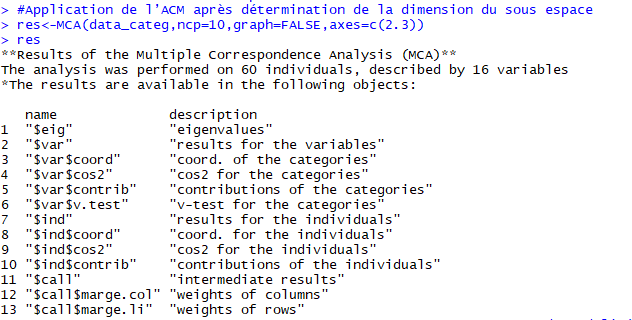 > #Application de l'ACM après détermination de la dimension du sous espace
> res<-MCA(data_categ,ncp=10,graph=FALSE,axes=c(2.3))
> res
**Results of the Multiple Correspondence Analysis (MCA)**
The analysis was performed on 60 individuals, described by 16 variables
*The results are available in the following objects:
name description
1 "$eig" "eigenvalues"
2 "$var" "results for the variables"
3 "$var$coord" "coord. of the categories"
4 "$var$cos2" "cos2 for the categories"
5 "$var$contrib" "contributions of the categories"
6 "$var$v.test" "v-test for the categories"
7 "$ind" "results for the individuals"
8 "$ind$coord" "coord. for the individuals"
9 "$ind$cos2" "cos2 for the individuals"
10 "$ind$contrib" "contributions of the individuals"
11 "$call" "intermediate results"
12 "$call$marge.col" "weights of columns"
13 "$call$marge.li" "weights of rows"